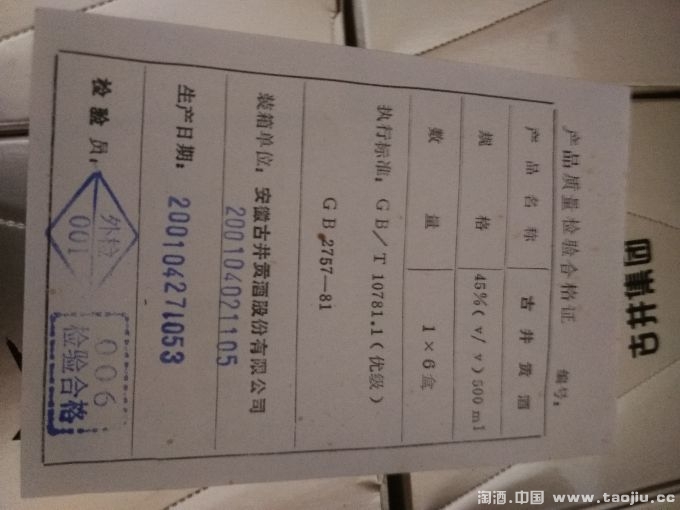 产品质量检验合格证
编号：
产品名称 古井贡酒
规格 45%(v/v)500ml
数量 1×6盒
执行标准：GB/T 10781.1(优级)
GB 2757—81
装箱单位：安徽古井贡酒股份有限公司
200104021105
生产日期：200104271053
检验员：
外检
001
006
检验合格
古井集团
淘酒.中国 www.taojiu.cc